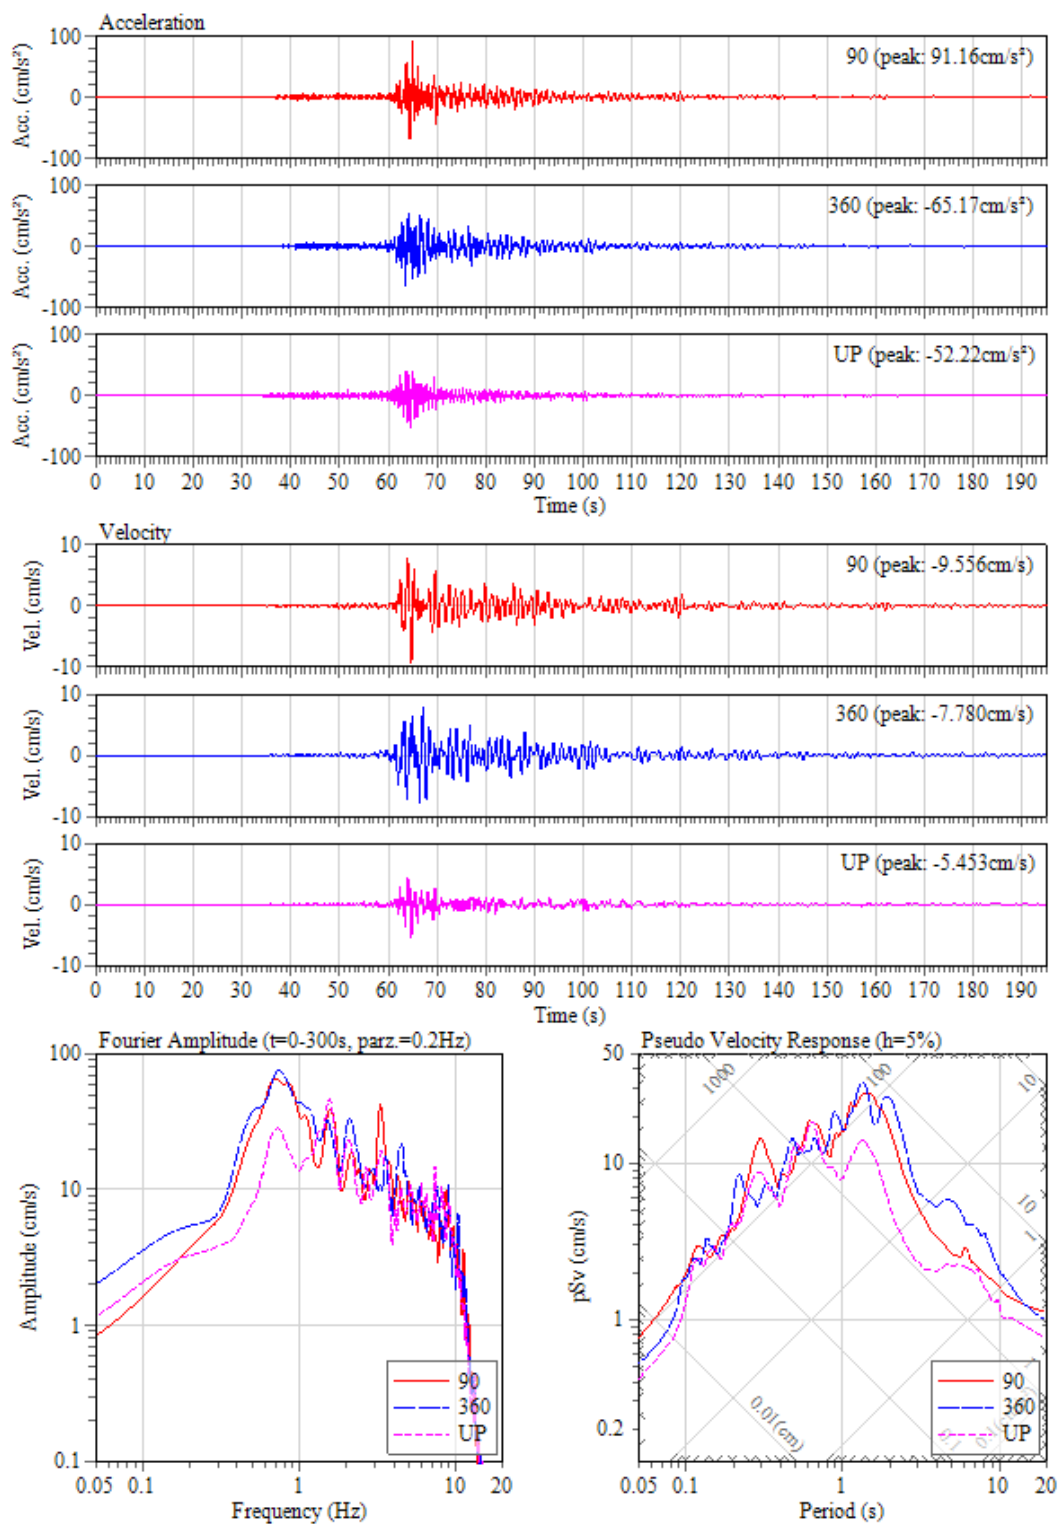 Acceleration
100
0
-100
Acc. (cm/s²)
90 (peak: 91.16cm/s²)
100
0
-100
Acc. (cm/s²)
360 (peak: -65.17cm/s²)
100
0
-100
Acc. (cm/s²)
UP (peak: -52.22cm/s²)
0 10 20 30 40 50 60 70 80 90 100 110 120 130 140 150 160 170 180 190
Time (s)
Velocity
10
0
-10
Vel. (cm/s)
90 (peak: -9.556cm/s)
10
0
-10
Vel. (cm/s)
360 (peak: -7.780cm/s)
10
0
-10
Vel. (cm/s)
UP (peak: -5.453cm/s)
0 10 20 30 40 50 60 70 80 90 100 110 120 130 140 150 160 170 180 190
Time (s)
Fourier Amplitude (t=0-300s, parz.=0.2Hz)
100
10
1
0.1
Amplitude (cm/s)
90
360
UP
0.05 0.1 1 10 20
Frequency (Hz)
Pseudo Velocity Response (h=5%)
50
10
1
0.2
pSv (cm/s)
1000
100
10
10
1
1
0.01(cm)
0.1
90
360
UP
0.05 0.1 1 10 20
Period (s)